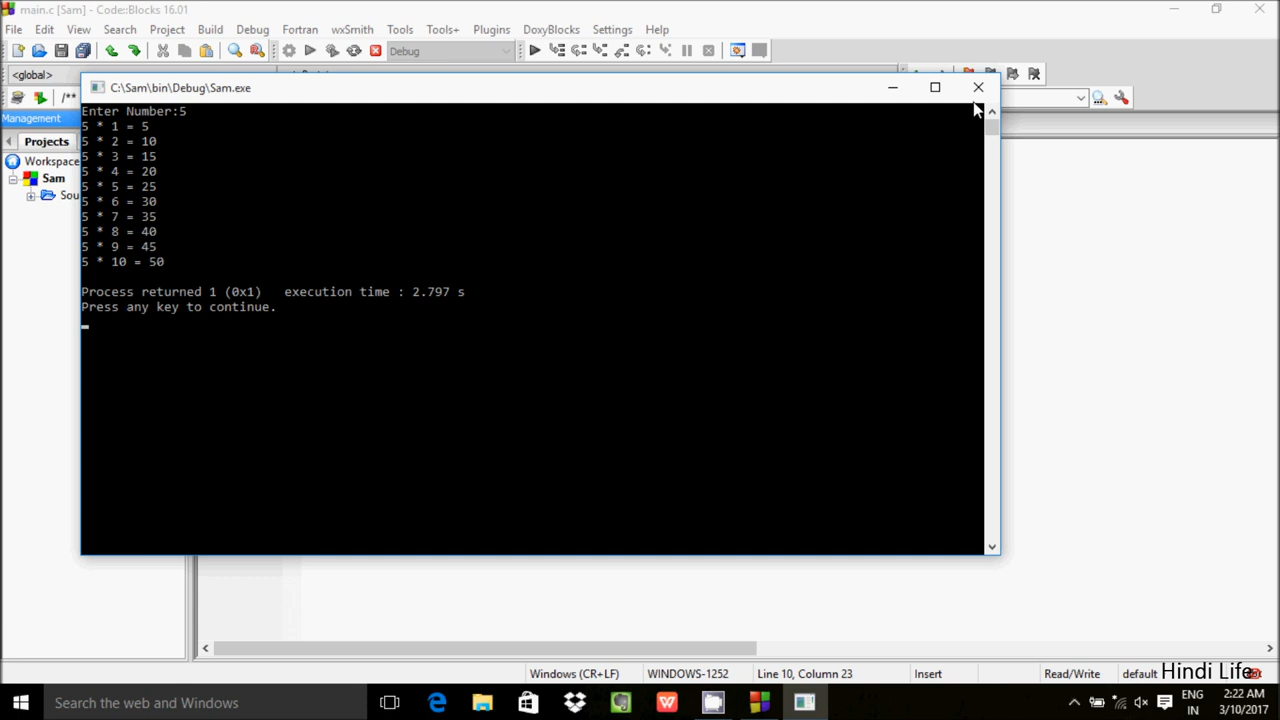 main.c [Sam] - Code::Blocks 16.01
File Edit View Search Project Build Debug Fortran wxSmith Tools Tools+ Plugins DoxyBlocks Settings Help
Debug
<global>
C:\Sam\bin\Debug\Sam.exe
/**
Management
Projects
Workspace
Sam
Sou
Enter Number:5
5 * 1 = 5
5 * 2 = 10
5 * 3 = 15
5 * 4 = 20
5 * 5 = 25
5 * 6 = 30
5 * 7 = 35
5 * 8 = 40
5 * 9 = 45
5 * 10 = 50
Process returned 1 (0x1)   execution time : 2.797 s
Press any key to continue.
Windows (CR+LF) WINDOWS-1252 Line 10, Column 23 Insert Read/Write default
Hindi Life
Search the web and Windows
ENG
IN
2:22 AM
3/10/2017